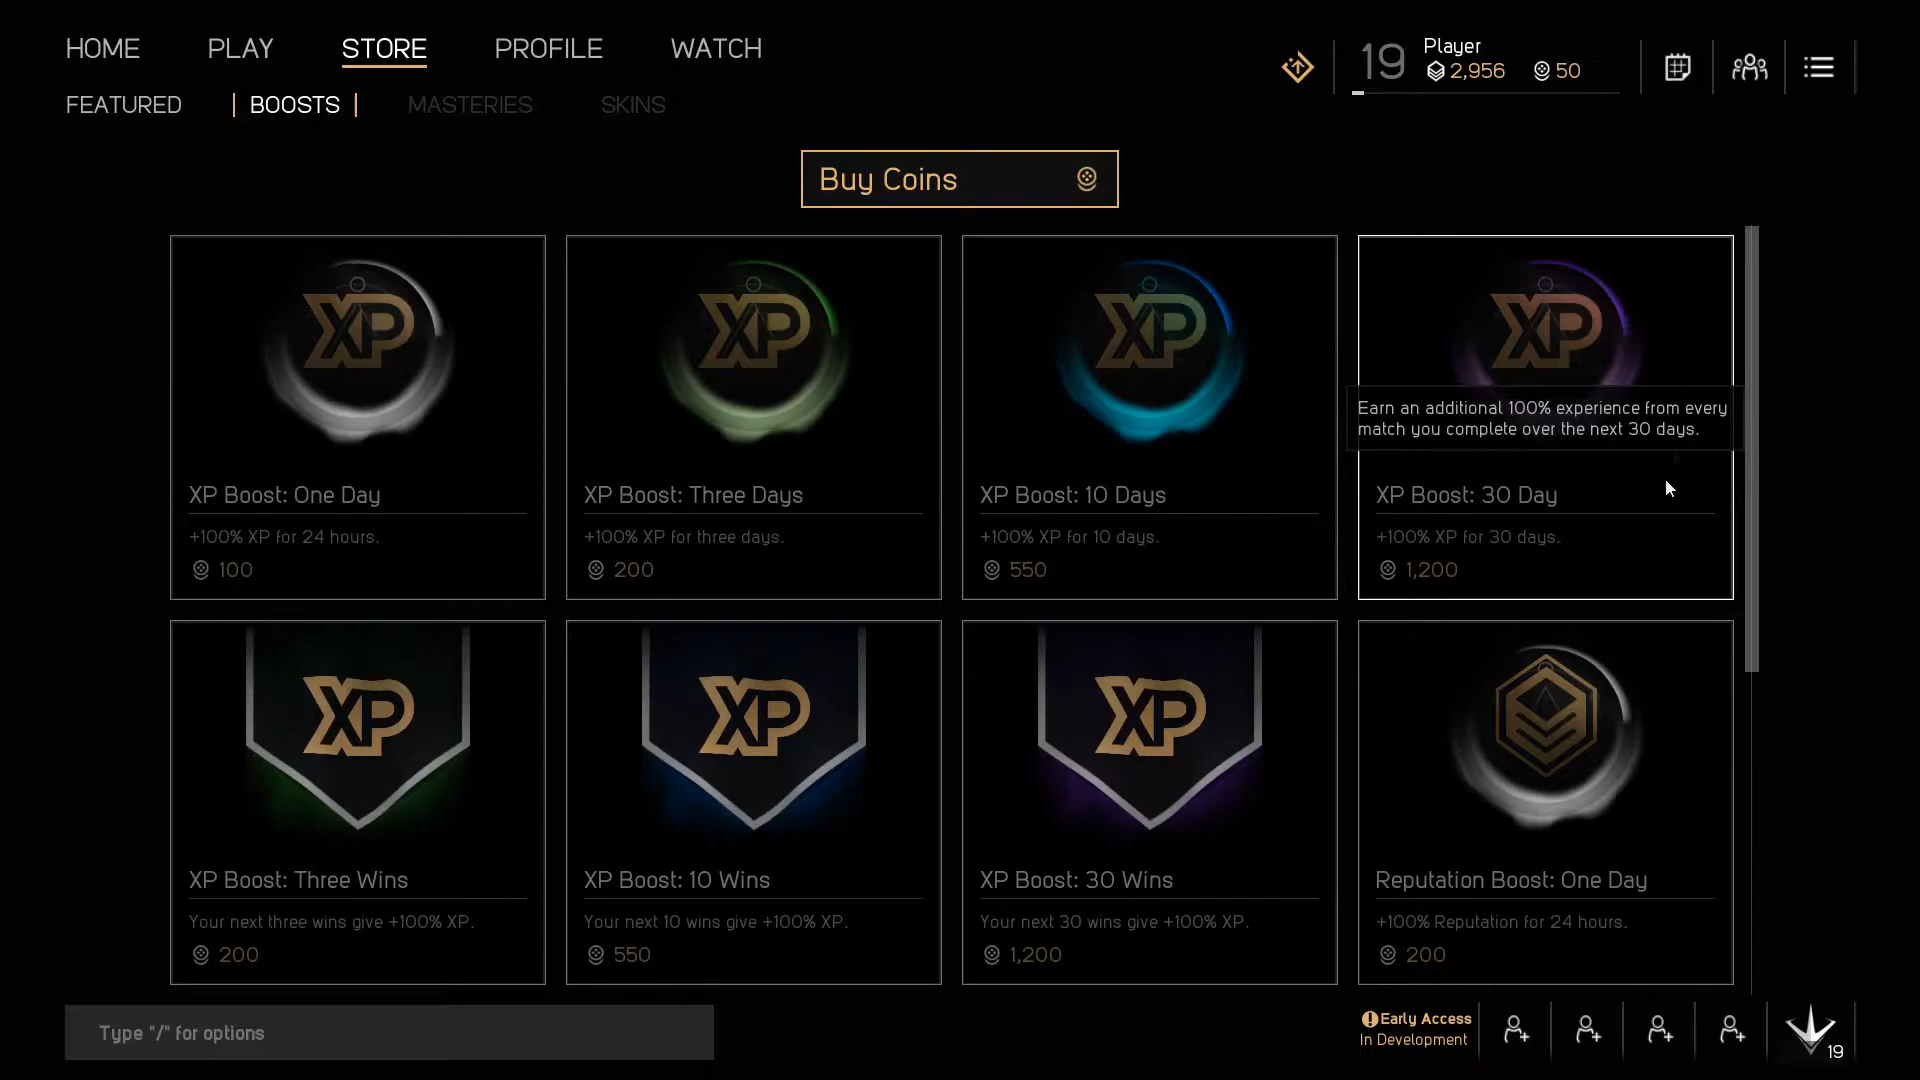 HOME PLAY STORE PROFILE WATCH
19 Player
2,956 50
FEATURED | BOOSTS | MASTERIES SKINS
Buy Coins
XP XP XP XP
Earn an additional 100% experience from every
match you complete over the next 30 days.
XP Boost: One Day
+100% XP for 24 hours.
100
XP Boost: Three Days
+100% XP for three days.
200
XP Boost: 10 Days
+100% XP for 10 days.
550
XP Boost: 30 Day
+100% XP for 30 days.
1,200
XP XP XP
XP Boost: Three Wins
Your next three wins give +100% XP.
200
XP Boost: 10 Wins
Your next 10 wins give +100% XP.
550
XP Boost: 30 Wins
Your next 30 wins give +100% XP.
1,200
Reputation Boost: One Day
+100% Reputation for 24 hours.
200
Type "/" for options
Early Access
In Development
19